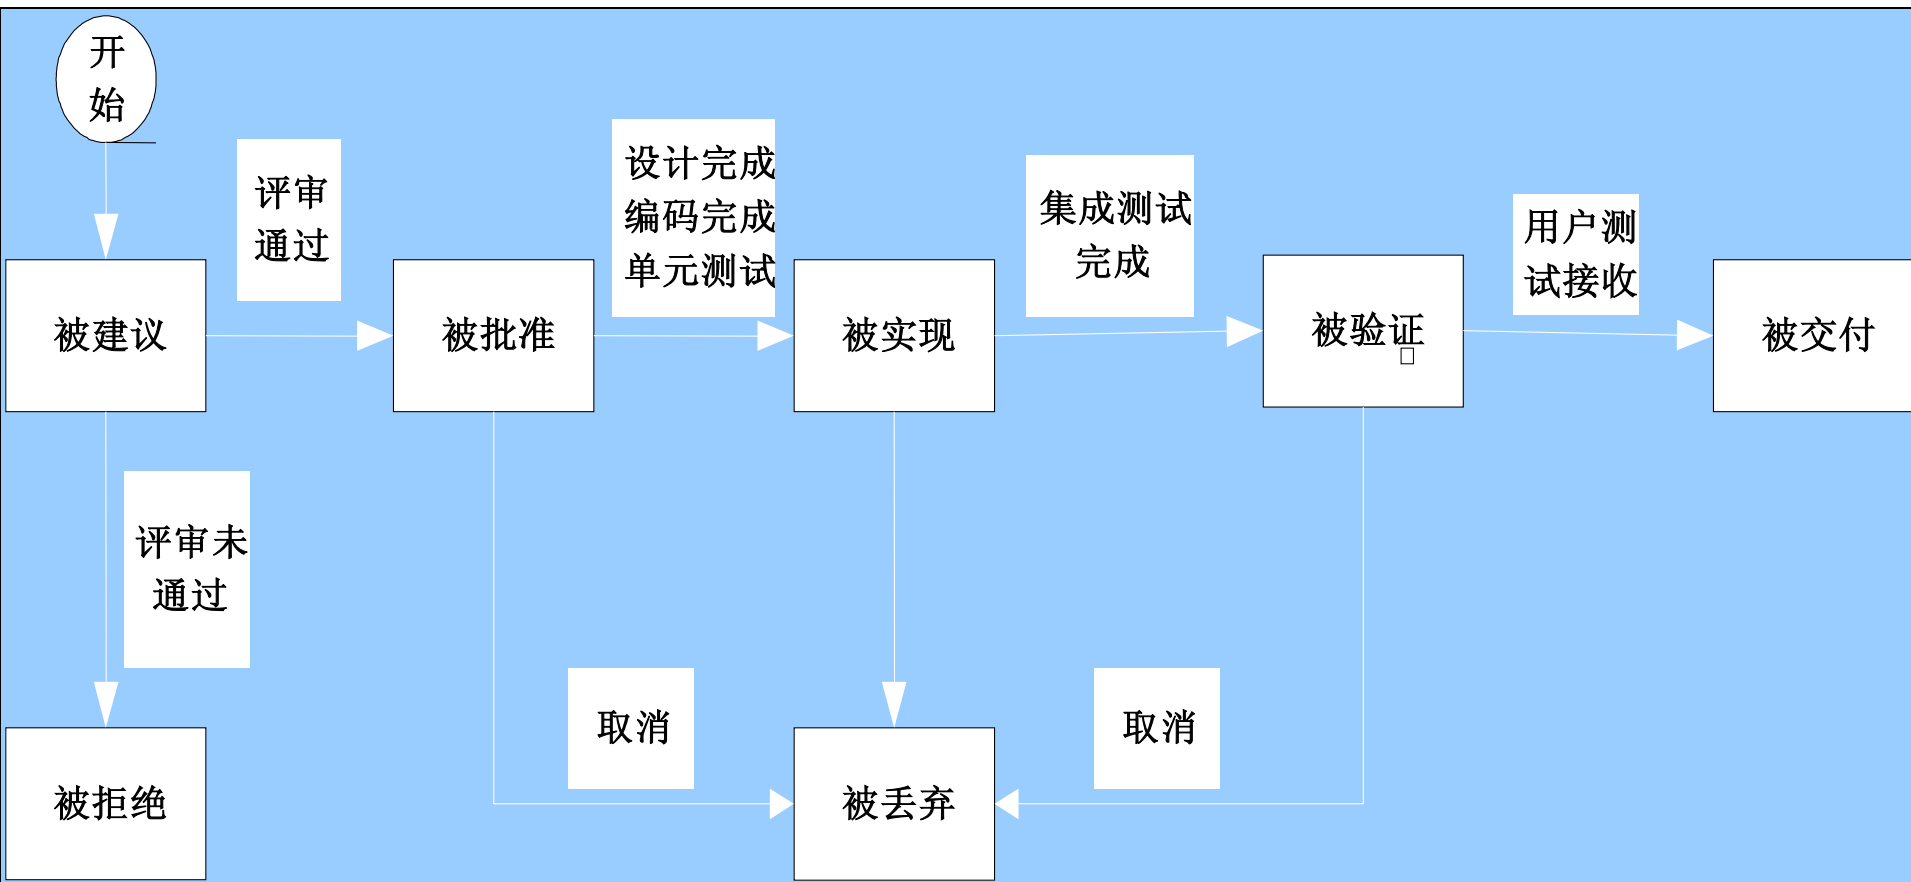 开
始
评审
通过
设计完成
编码完成
单元测试
集成测试
完成
用户测
试接收
被建议
被批准
被实现
被验证
被交付
评审未
通过
取消
取消
被拒绝
被丢弃